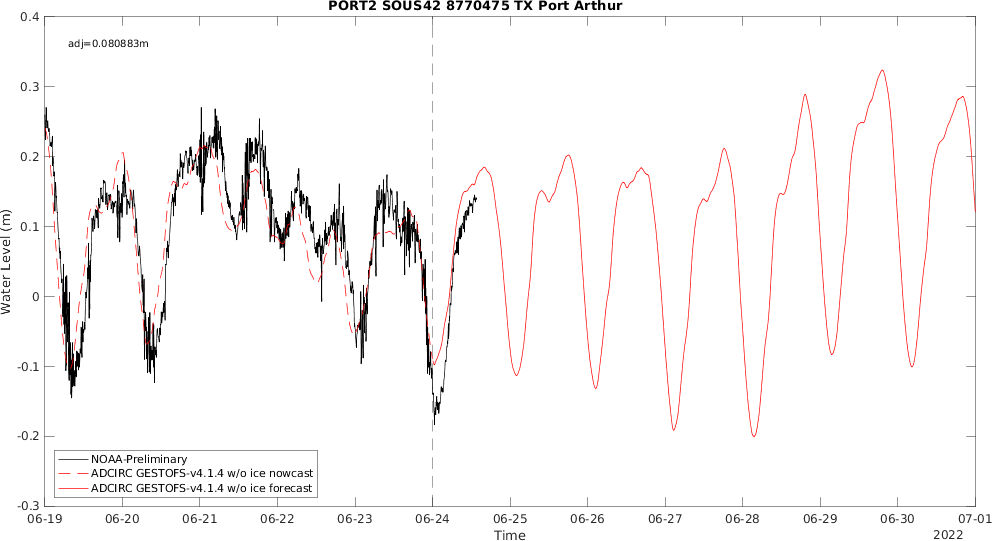 PORT2 SOUS42 8770475 TX Port Arthur
adj=0.080883m
Water Level (m)
0.4
0.3
0.2
0.1
0
-0.1
-0.2
-0.3
NOAA-Preliminary
ADCIRC GESTOFS-v4.1.4 w/o ice nowcast
ADCIRC GESTOFS-v4.1.4 w/o ice forecast
06-19 06-20 06-21 06-22 06-23 06-24 06-25 06-26 06-27 06-28 06-29 06-30 07-01
Time
2022